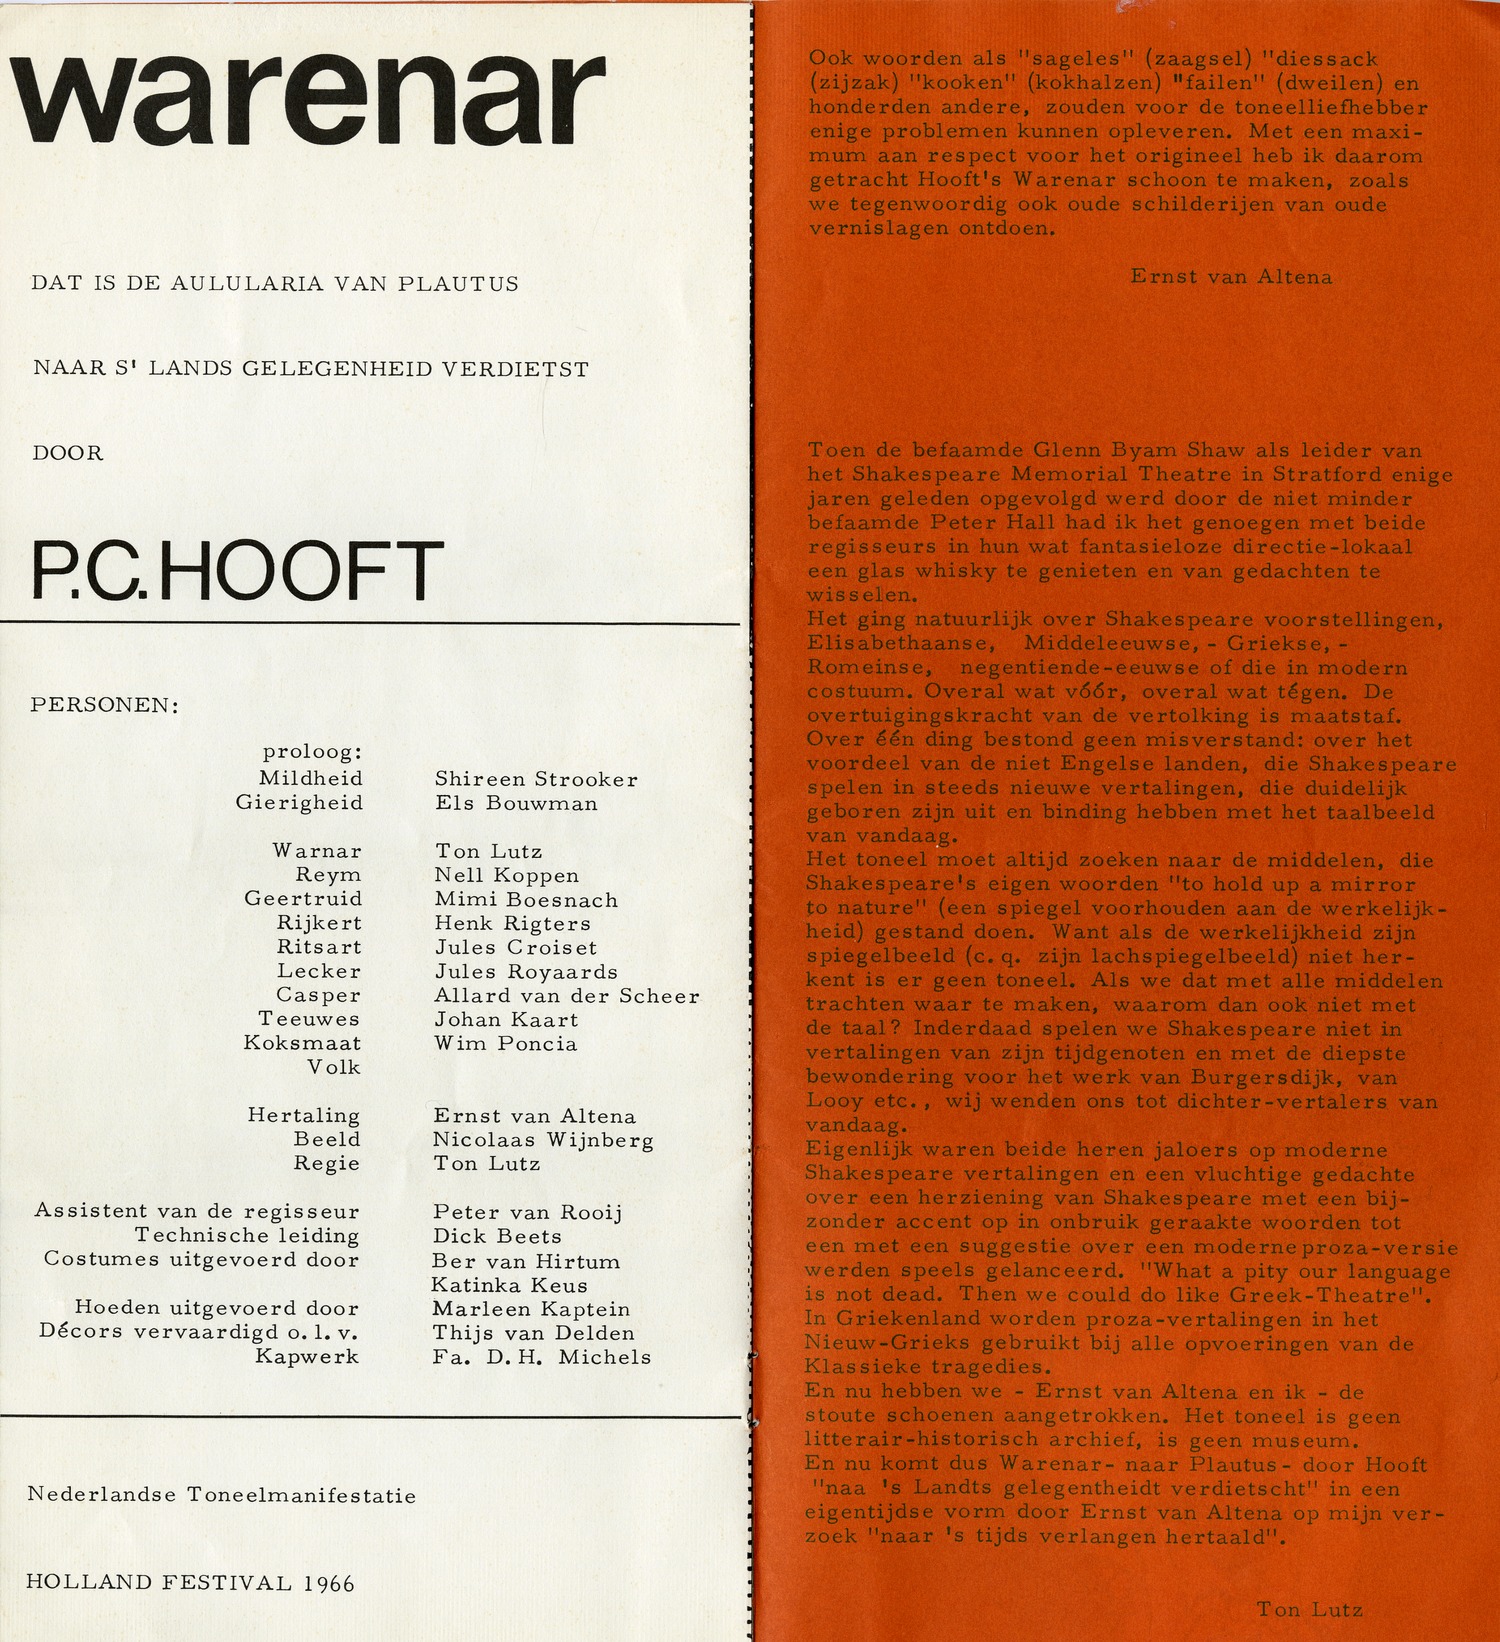 warenar
DAT IS DE AULULARIA VAN PLAUTUS
NAAR S' LANDS GELEGENHEID VERDIETST
DOOR
P.C. HOOFT
PERSONEN:
proloog:
Mildheid Shireen Strooker
Gierigheid Els Bouwman
Warnar Ton Lutz
Reym Nell Koppen
Geertruid Mimi Boesnach
Rijkert Henk Rigters
Ritsart Jules Croiset
Lecker Jules Royaards
Casper Allard van der Scheer
Teeuwes Johan Kaart
Koksmaat Wim Poncia
Volk
Hertaling Ernst van Altena
Beeld Nicolaas Wijnberg
Regie Ton Lutz
Assistent van de regisseur Peter van Rooij
Technische leiding Dick Beets
Costumes uitgevoerd door Ber van Hirtum
Katinka Keus
Hoeden uitgevoerd door Marleen Kaptein
Décors vervaardigd o.l.v. Thijs van Delden
Kapwerk Fa. D.H. Michels
Nederlandse Toneelmanifestatie
HOLLAND FESTIVAL 1966
Ook woorden als "sageles" (zaagsel) "diessack
(zijzak) "kooken" (kokhalzen) "failen" (dweilen) en
honderden andere, zouden voor de toneelliefhebber
enige problemen kunnen opleveren. Met een maxi-
mum aan respect voor het origineel heb ik daarom
getracht Hooft's Warenar schoon te maken, zoals
we tegenwoordig ook oude schilderijen van oude
vernislagen ontdoen.
Ernst van Altena
Toen de befaamde Glenn Byam Shaw als leider van
het Shakespeare Memorial Theatre in Stratford enige
jaren geleden opgevolgd werd door de niet minder
befaamde Peter Hall had ik het genoegen met beide
regisseurs in hun wat fantasieloze directie-lokaal
een glas whisky te genieten en van gedachten te
wisselen.
Het ging natuurlijk over Shakespeare voorstellingen,
Elisabethaanse, Middeleeuwse, - Griekse, -
Romeinse, negentiende-eeuwse of die in modern
costuum. Overal wat vóór, overal wat tégen. De
overtuigingskracht van de vertolking is maatstaf.
Over één ding bestond geen misverstand: over het
voordeel van de niet Engelse landen, die Shakespeare
spelen in steeds nieuwe vertalingen, die duidelijk
geboren zijn uit en binding hebben met het taalbeeld
van vandaag.
Het toneel moet altijd zoeken naar de middelen, die
Shakespeare's eigen woorden "to hold up a mirror
to nature" (een spiegel voorhouden aan de werkelijk-
heid) gestand doen. Want als de werkelijkheid zijn
spiegelbeeld (c.q. zijn lachspiegelbeeld) niet her-
kent is er geen toneel. Als we dat met alle middelen
trachten waar te maken, waarom dan ook niet met
de taal? Inderdaad spelen we Shakespeare niet in
vertalingen van zijn tijdgenoten en met de diepste
bewondering voor het werk van Burgersdijk, van
Looy etc., wij wenden ons tot dichter-vertalers van
vandaag.
Eigenlijk waren beide heren jaloers op moderne
Shakespeare vertalingen en een vluchtige gedachte
over een herziening van Shakespeare met een bij-
zonder accent op in onbruik geraakte woorden tot
een met een suggestie over een moderne proza-versie
werden speels gelanceerd. "What a pity our language
is not dead. Then we could do like Greek-Theatre".
In Griekenland worden proza-vertalingen in het
Nieuw-Grieks gebruikt bij alle opvoeringen van de
Klassieke tragedies.
En nu hebben we - Ernst van Altena en ik - de
stoute schoenen aangetrokken. Het toneel is geen
litterair-historisch archief, is geen museum.
En nu komt dus Warenar- naar Plautus- door Hooft
"naa 's Landts gelegentheidt verdietscht" in een
eigentijdse vorm door Ernst van Altena op mijn ver-
zoek "naar 's tijds verlangen hertaald".
Ton Lutz